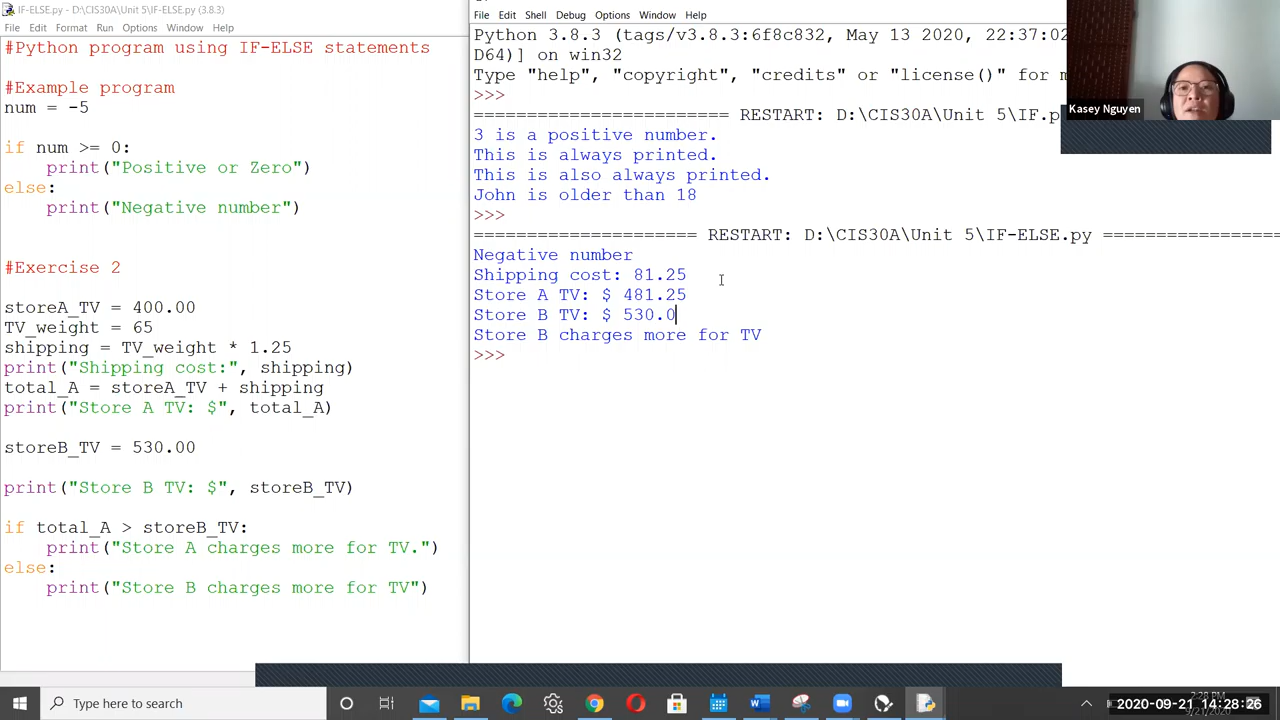 IF-ELSE.py - D:\CIS30A\Unit 5\IF-ELSE.py (3.8.3)
File Edit Format Run Options Window Help
#Python program using IF-ELSE statements
#Example program
num = -5
if num >= 0:
print("Positive or Zero")
else:
print("Negative number")
#Exercise 2
storeA_TV = 400.00
TV_weight = 65
shipping = TV_weight * 1.25
print("Shipping cost:", shipping)
total_A = storeA_TV + shipping
print("Store A TV: $", total_A)
storeB_TV = 530.00
print("Store B TV: $", storeB_TV)
if total_A > storeB_TV:
print("Store A charges more for TV.")
else:
print("Store B charges more for TV")
File Edit Shell Debug Options Window Help
Python 3.8.3 (tags/v3.8.3:6f8c832, May 13 2020, 22:37:02
D64)] on win32
Type "help", "copyright", "credits" or "license()" for m
>>>
======================== RESTART: D:\CIS30A\Unit 5\IF.p
3 is a positive number.
This is always printed.
This is also always printed.
John is older than 18
>>>
===================== RESTART: D:\CIS30A\Unit 5\IF-ELSE.py =================
Negative number
Shipping cost: 81.25
Store A TV: $ 481.25
Store B TV: $ 530.0
Store B charges more for TV
>>>
Kasey Nguyen
Type here to search
2:28 PM
9/21/2020
2020-09-21 14:28:26